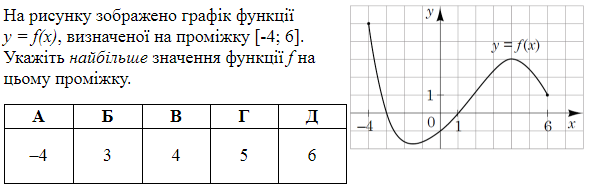 На рисунку зображено графік функції
y = f(x), визначеної на проміжку [-4; 6].
Укажіть найбільше значення функції f на
цьому проміжку.
А Б В Г Д
–4 3 4 5 6
y
y = f(x)
1
–4 0 1 6 x